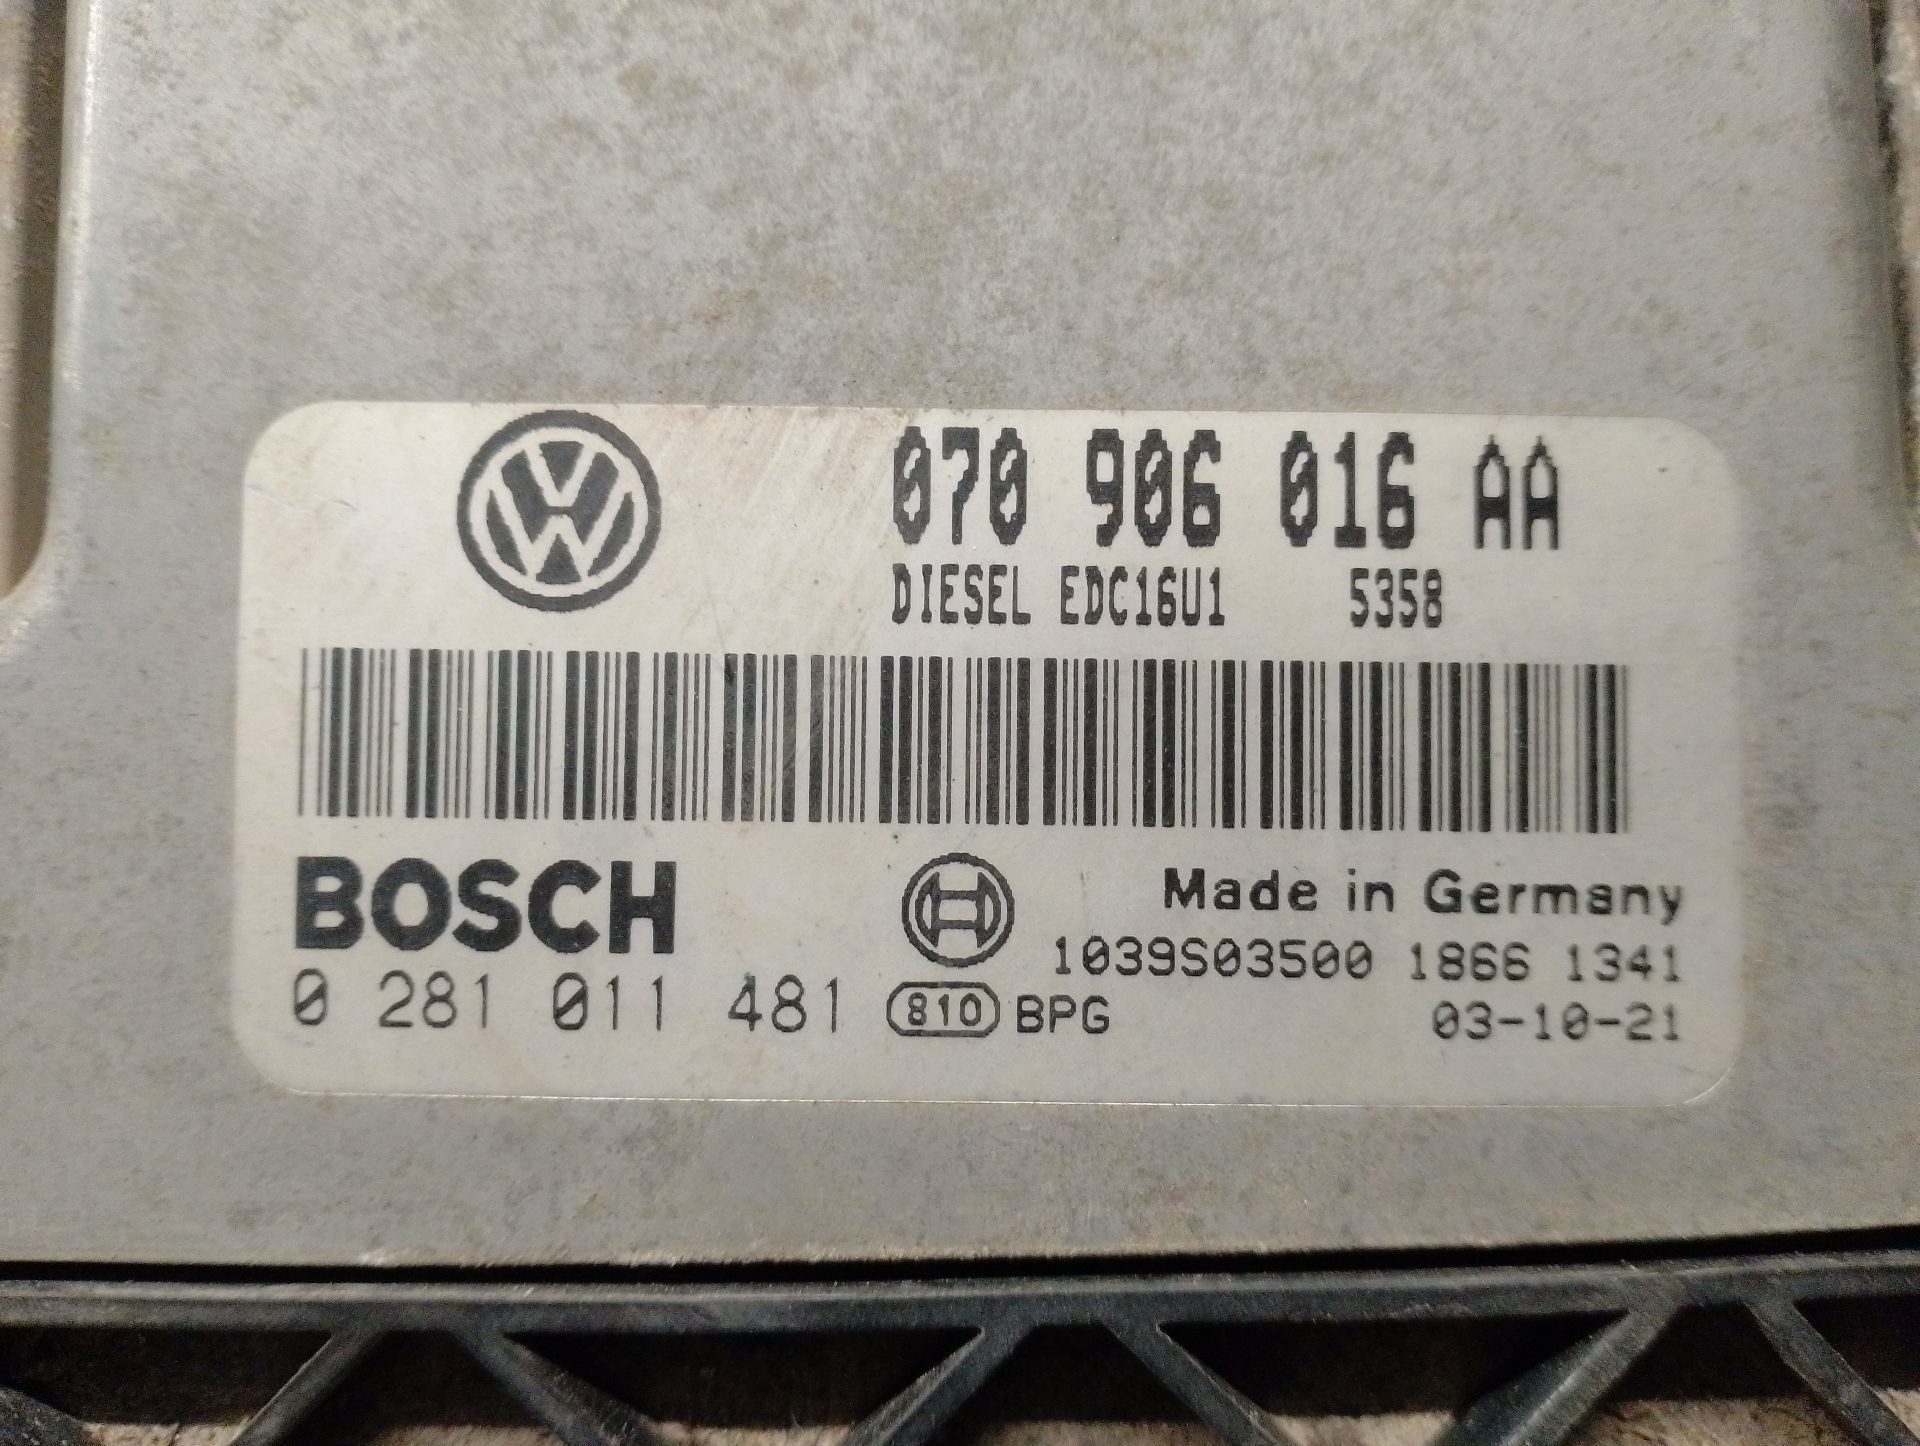 070 906 016 AA
DIESEL EDC16U1 5358
BOSCH
Made in Germany
1039S03500 1866 1341
0 281 011 481 810 BPG 03-10-21